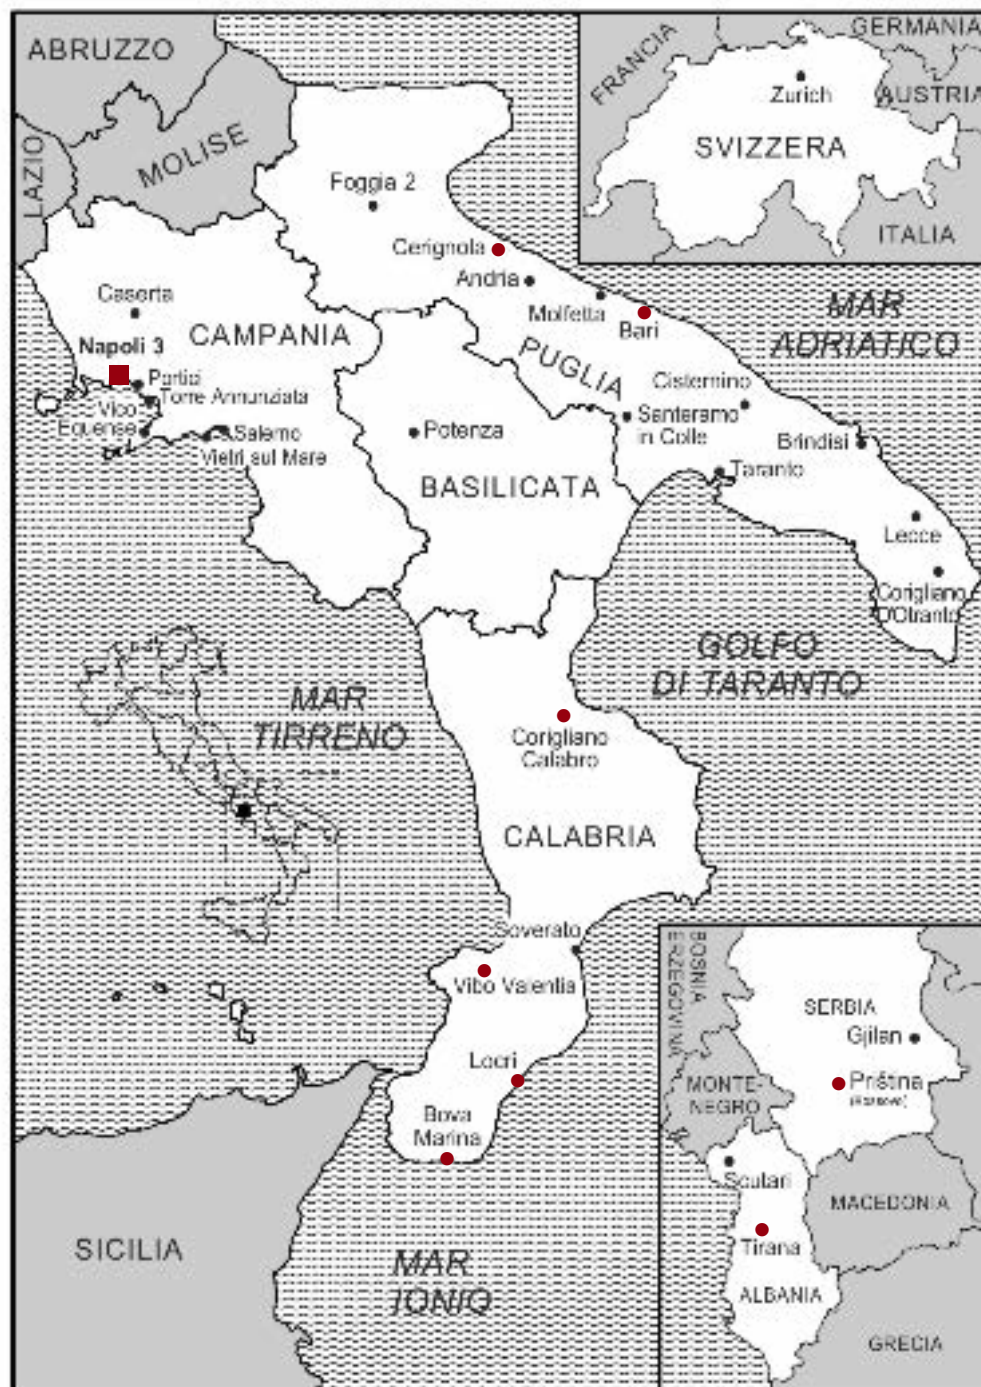 ABRUZZO
LAZIO
MOLISE
FRANCIA
GERMANIA
Zurich
AUSTRIA
SVIZZERA
ITALIA
Foggia 2
Cerignola
Andria
Molfetta
Bari
MAR
ADRIATICO
Caserta
CAMPANIA
Napoli 3
Portici
Torre Annunziata
Vico
Equense
Salerno
Vietri sul Mare
PUGLIA
Cisternino
Santeramo
in Colle
Brindisi
Taranto
Potenza
BASILICATA
Lecce
Corigliano
D'Otranto
GOLFO
DI TARANTO
MAR
TIRRENO
Corigliano
Calabro
CALABRIA
Soverato
Vibo Valentia
Locri
Bova
Marina
SICILIA
MAR
IONIO
BOSNIA
ERZEGOVINA
SERBIA
Gjilan
Priština
(Kosovo)
MONTE-
NEGRO
Scutari
MACEDONIA
Tirana
ALBANIA
GRECIA